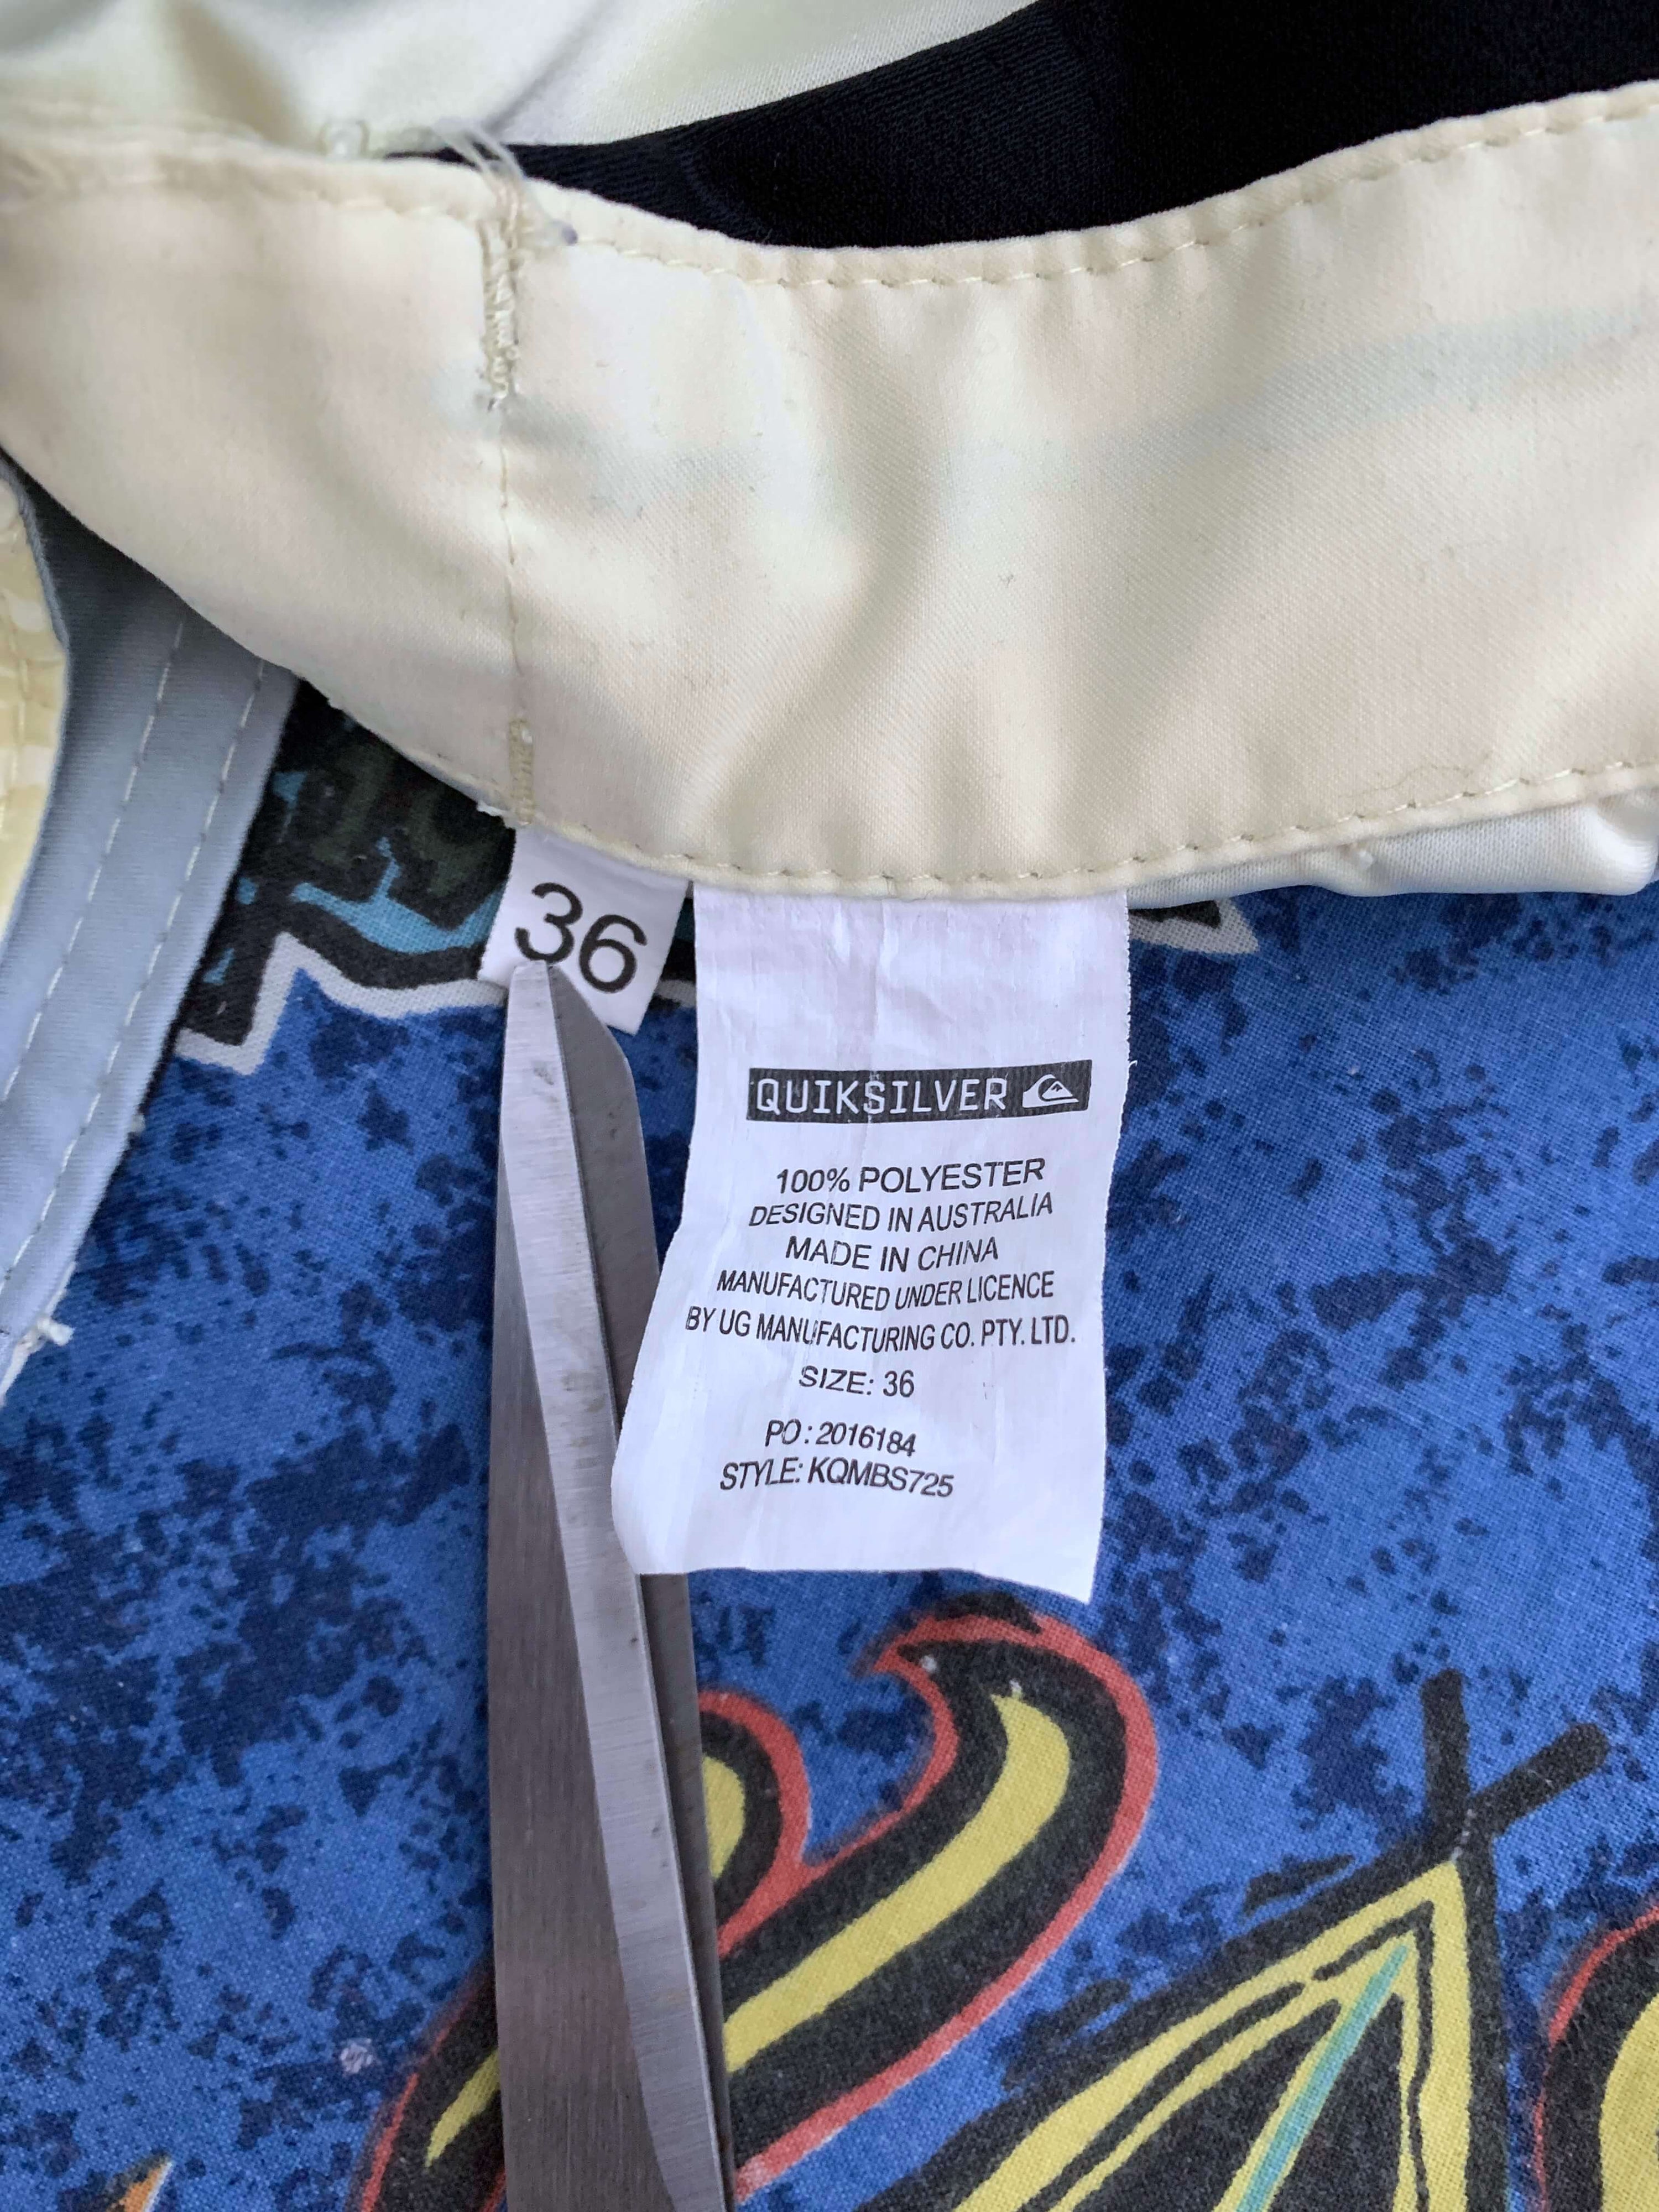 36
QUIKSILVER
100% POLYESTER
DESIGNED IN AUSTRALIA
MADE IN CHINA
MANUFACTURED UNDER LICENCE
BY UG MANUFACTURING CO. PTY. LTD.
SIZE: 36
PO: 2016184
STYLE: KQMBS725